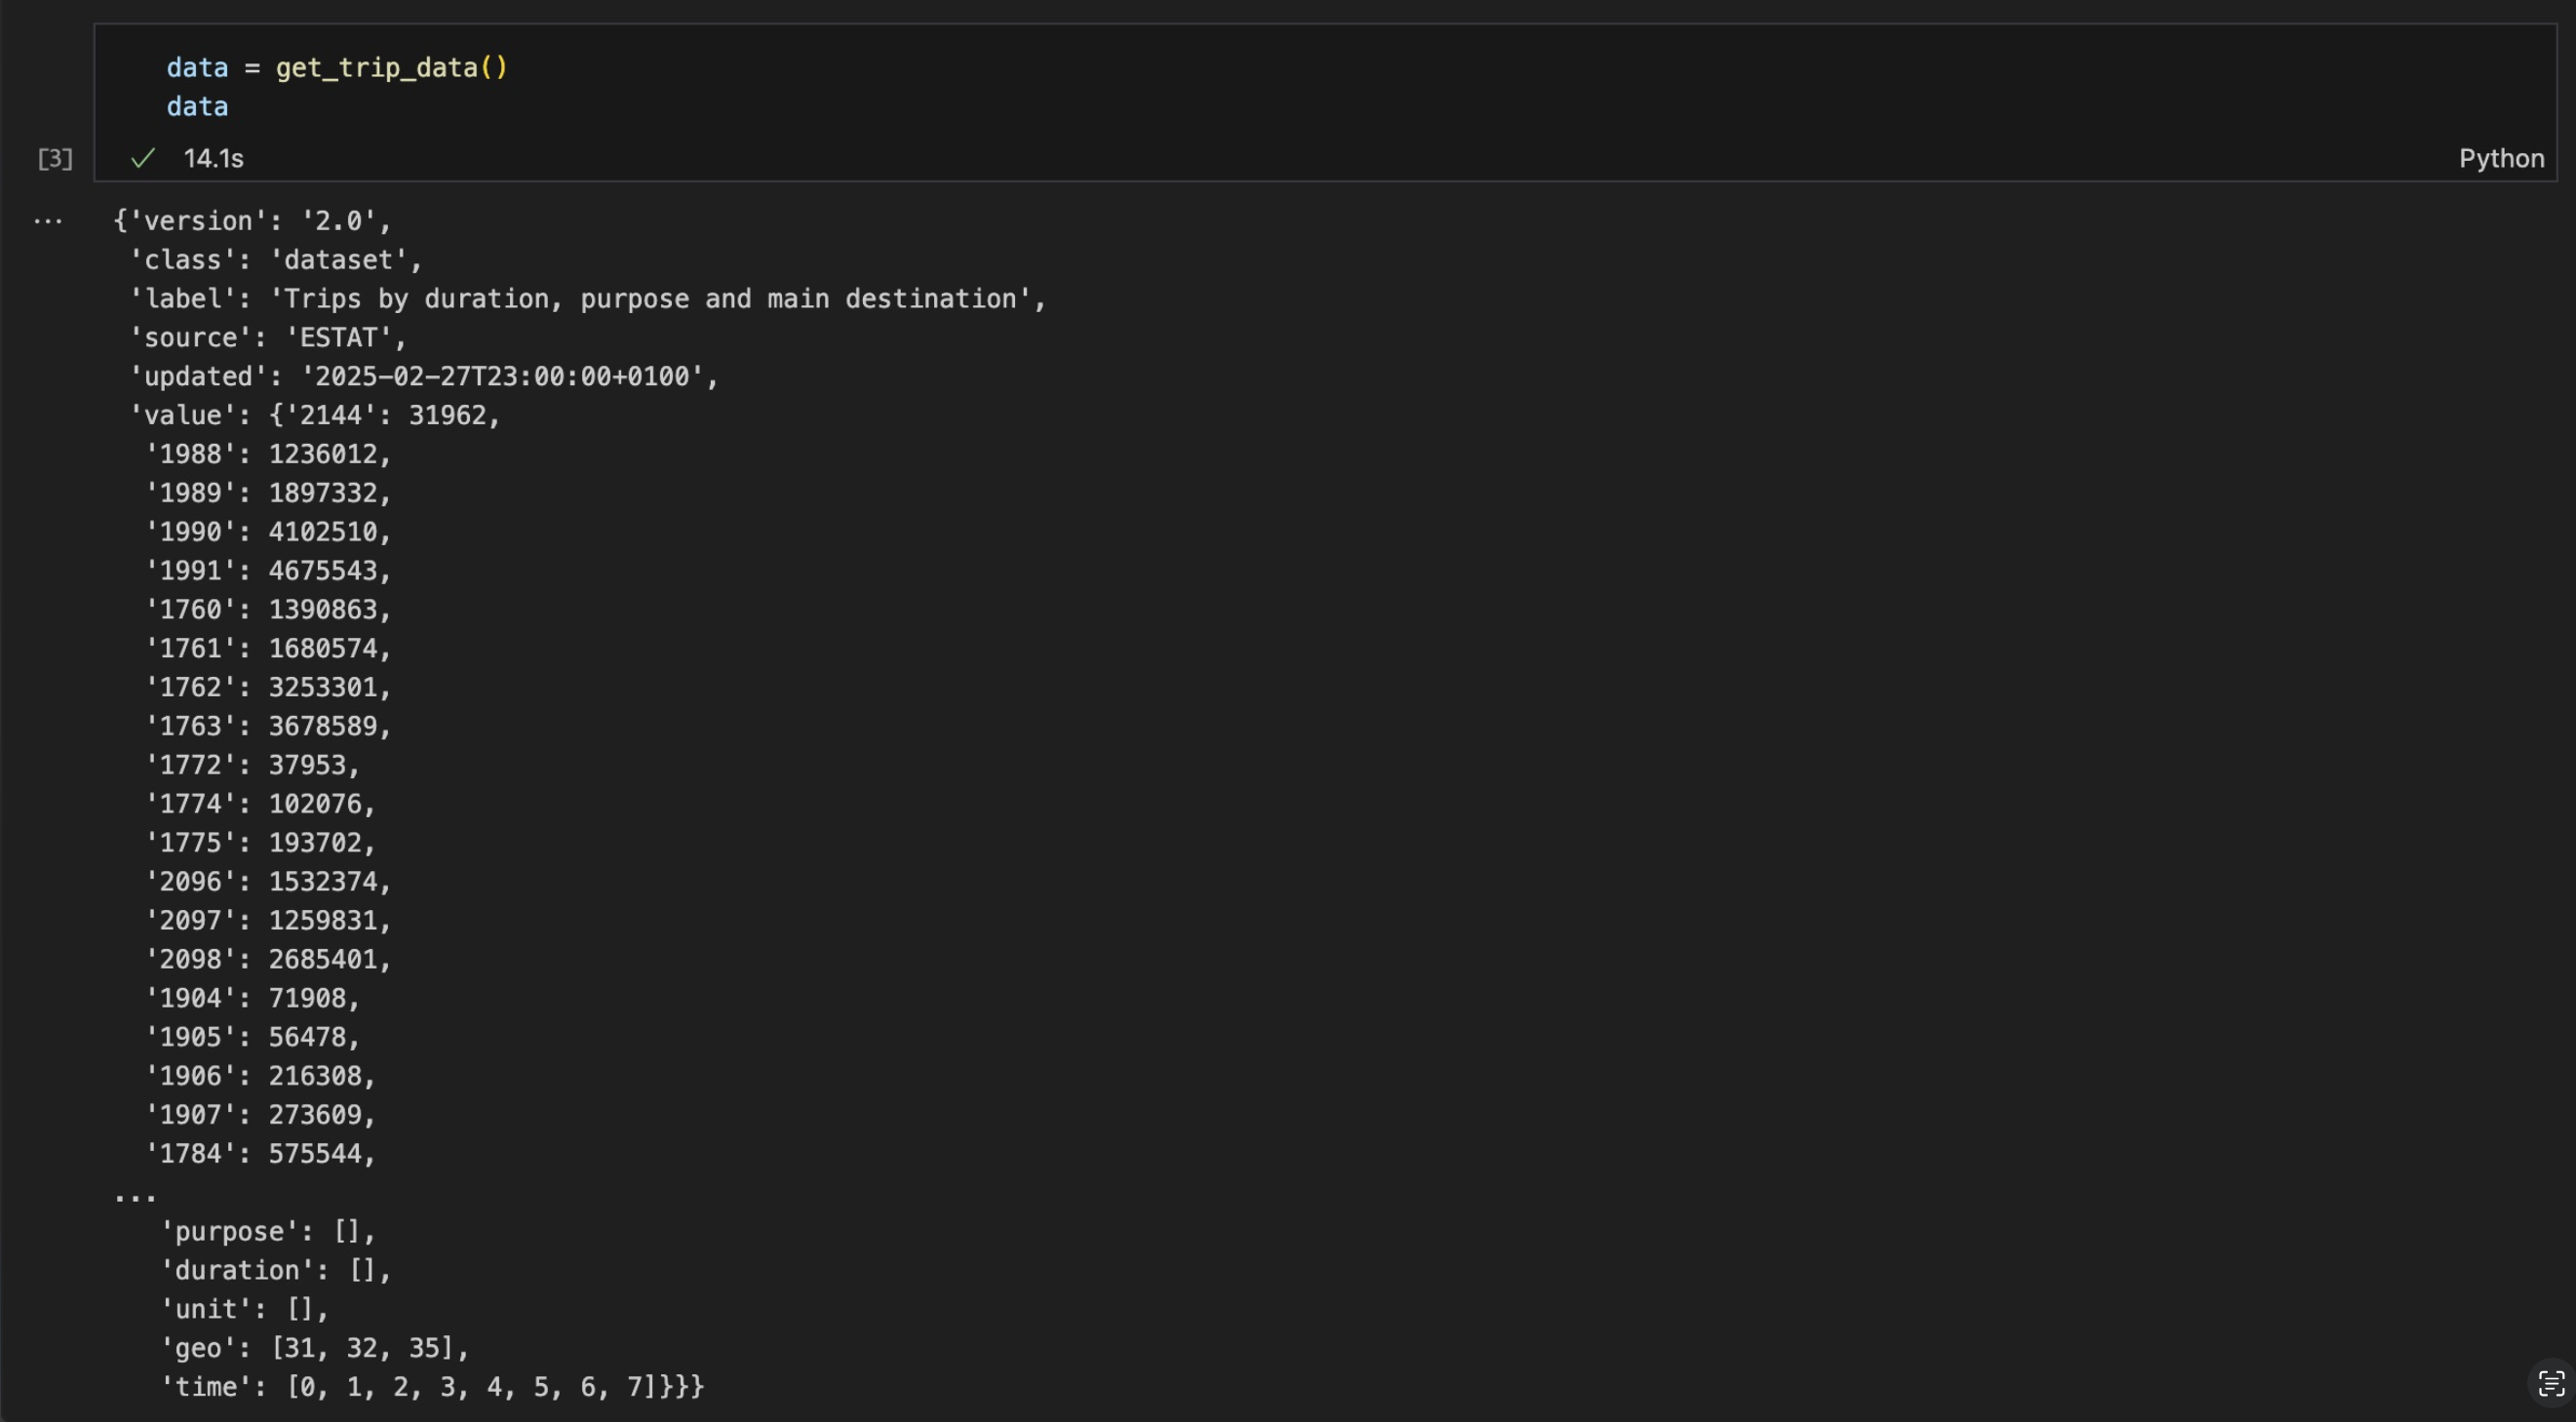 data = get_trip_data()
data
[3]
14.1s
Python
...
{'version': '2.0',
'class': 'dataset',
'label': 'Trips by duration, purpose and main destination',
'source': 'ESTAT',
'updated': '2025-02-27T23:00:00+0100',
'value': {'2144': 31962,
'1988': 1236012,
'1989': 1897332,
'1990': 4102510,
'1991': 4675543,
'1760': 1390863,
'1761': 1680574,
'1762': 3253301,
'1763': 3678589,
'1772': 37953,
'1774': 102076,
'1775': 193702,
'2096': 1532374,
'2097': 1259831,
'2098': 2685401,
'1904': 71908,
'1905': 56478,
'1906': 216308,
'1907': 273609,
'1784': 575544,
...
'purpose': [],
'duration': [],
'unit': [],
'geo': [31, 32, 35],
'time': [0, 1, 2, 3, 4, 5, 6, 7]}}}